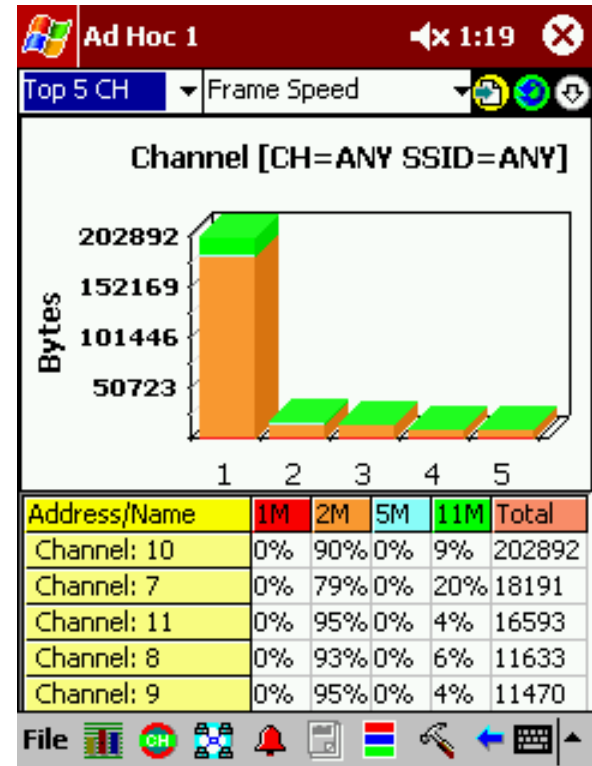 Ad Hoc 1 1:19
Top 5 CH Frame Speed
Channel [CH=ANY SSID=ANY]
202892
152169
101446
50723
Bytes
1 2 3 4 5
Address/Name 1M 2M 5M 11M Total
Channel: 10 0% 90% 0% 9% 202892
Channel: 7 0% 79% 0% 20% 18191
Channel: 11 0% 95% 0% 4% 16593
Channel: 8 0% 93% 0% 6% 11633
Channel: 9 0% 95% 0% 4% 11470
File CH